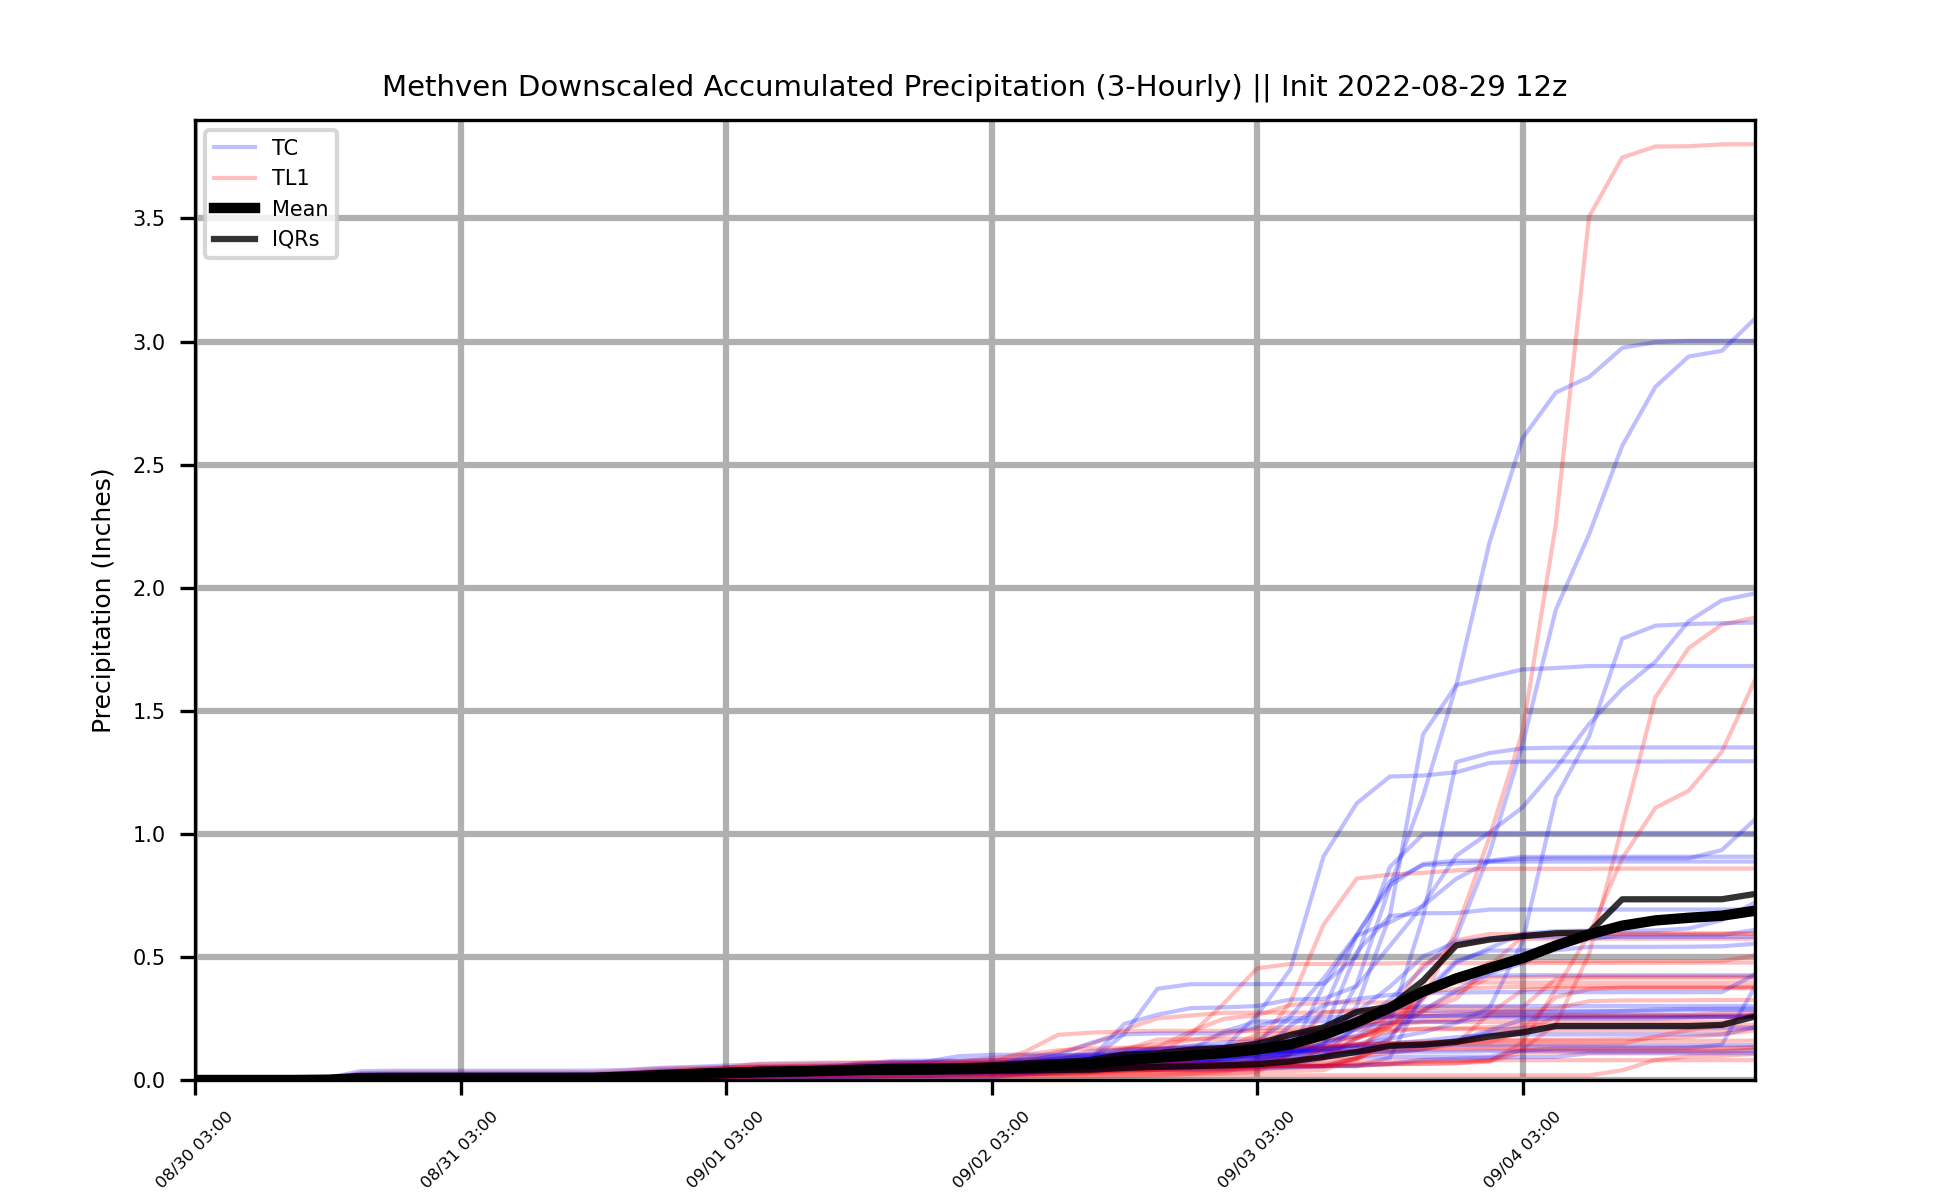 Methven Downscaled Accumulated Precipitation (3-Hourly) || Init 2022-08-29 12z
TC
TL1
Mean
IQRs
Precipitation (Inches)
3.5
3.0
2.5
2.0
1.5
1.0
0.5
0.0
08/30 03:00
08/31 03:00
09/01 03:00
09/02 03:00
09/03 03:00
09/04 03:00